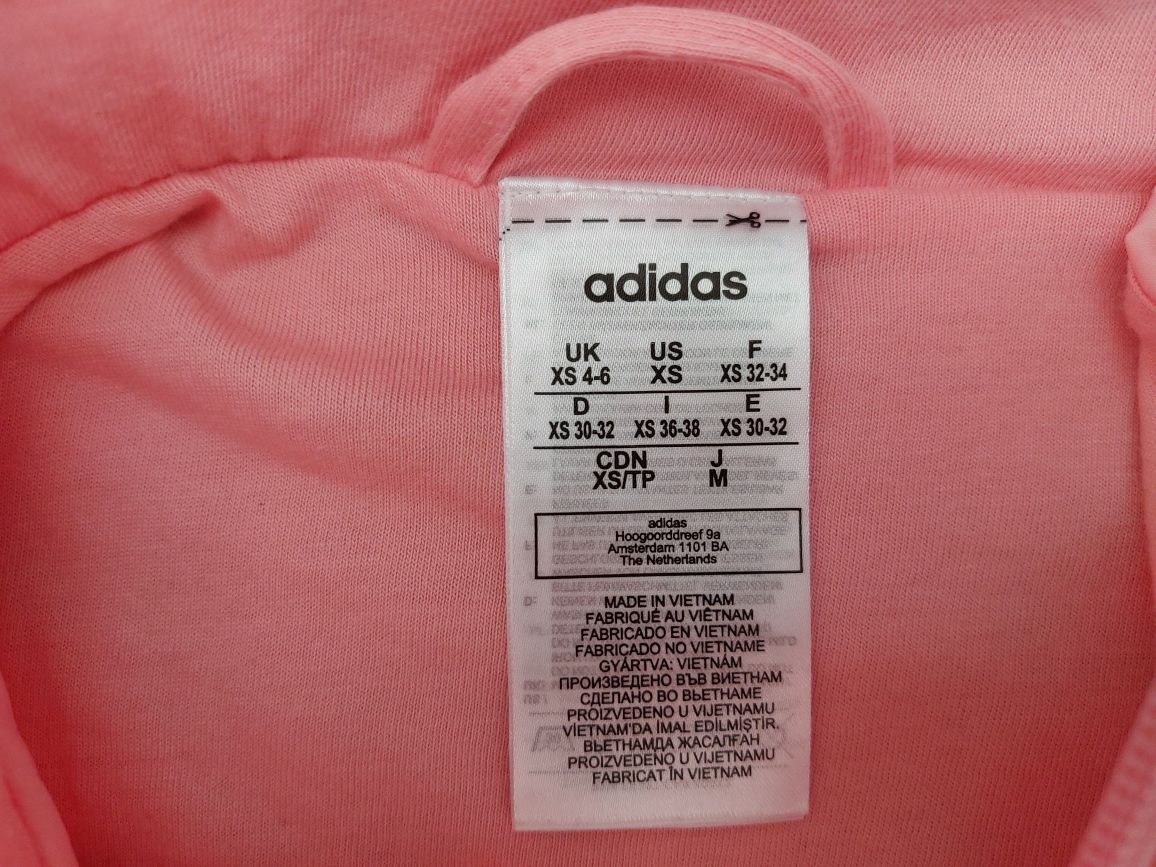 adidas
UK US F
XS 4-6 XS XS 32-34
D I E
XS 30-32 XS 36-38 XS 30-32
CDN J
XS/TP M
adidas
Hoogoorddreef 9a
Amsterdam 1101 BA
The Netherlands
MADE IN VIETNAM
FABRIQUÉ AU VIÊTNAM
FABRICADO EN VIETNAM
FABRICADO NO VIETNAME
GYÁRTVA: VIETNÁM
ПРОИЗВЕДЕНО ВЪВ ВИЕТНАМ
СДЕЛАНО ВО ВЬЕТНАМЕ
PROIZVEDENO U VIJETNAMU
VİETNAM'DA İMAL EDİLMİŞTİR.
ВЬЕТНАМДА ЖАСАЛҒАН
PROIZVEDENO U VIJETNAMU
FABRICAT ÎN VIETNAM